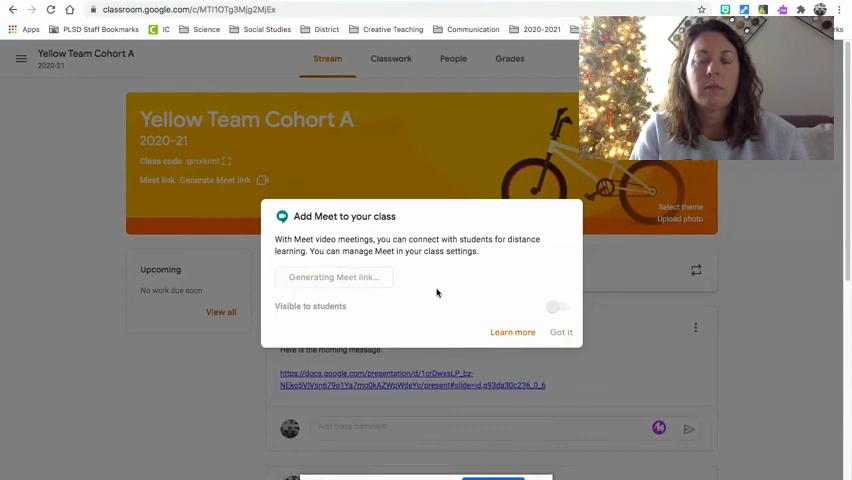 classroom.google.com/c/MTI1OTg3Mjg2MjEx
Apps
PLSD Staff Bookmarks
IC
Science
Social Studies
District
Creative Teaching
Communication
2020-2021
Yellow Team Cohort A
2020-21
Stream
Classwork
People
Grades
Yellow Team Cohort A
2020-21
Class code
Meet link Generate Meet link
Select theme
Upload photo
Add Meet to your class
With Meet video meetings, you can connect with students for distance
learning. You can manage Meet in your class settings.
Generating Meet link...
Visible to students
Learn more
Got it
Upcoming
No work due soon
View all
Here is the morning message.
https://docs.google.com/presentation/d/1crDwxsLP_bz-
NEko5VIVsn679o1Ya7mo0kAZWpWdeYc/present#slide=id.g93da30c236_0_6
Add class comment...